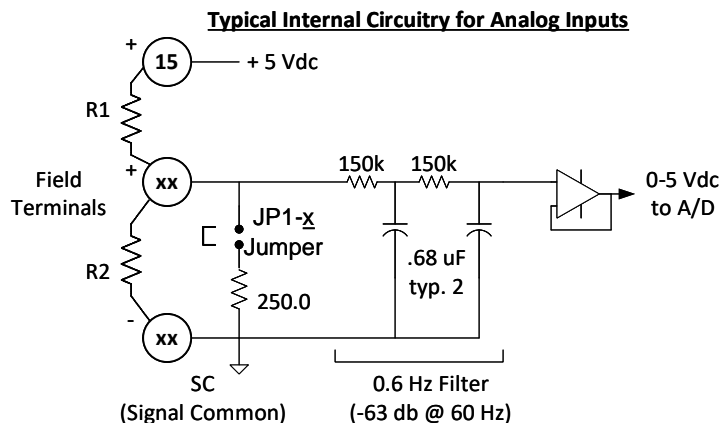 Typical Internal Circuitry for Analog Inputs
+
15
+ 5 Vdc
R1
+
Field
Terminals
xx
150k
150k
0-5 Vdc
to A/D
JP1-x
Jumper
R2
.68 uF
typ. 2
250.0
-
xx
SC
(Signal Common)
0.6 Hz Filter
(-63 db @ 60 Hz)